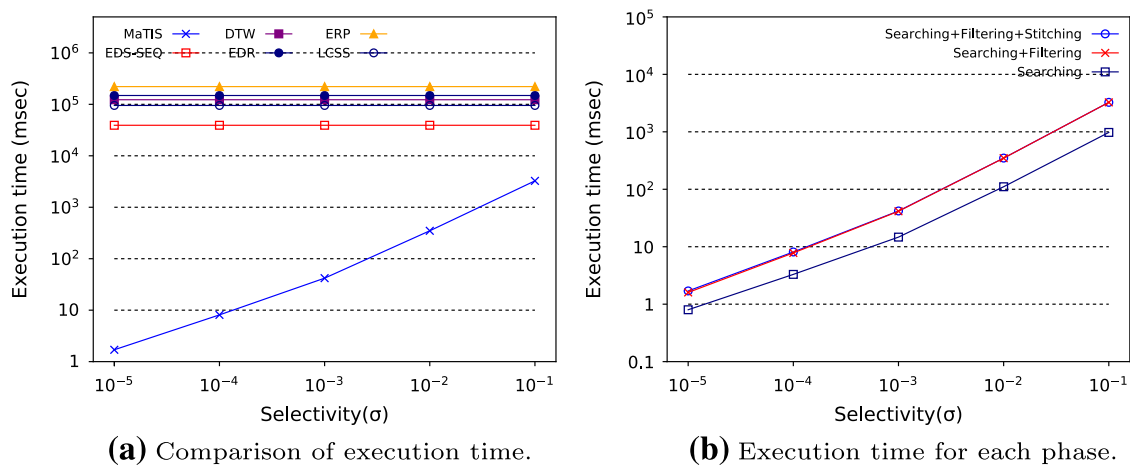 MaTIS DTW ERP
EDS-SEQ EDR LCSS
10^6
10^5
10^4
10^3
10^2
10
1
Execution time (msec)
10^−5 10^−4 10^−3 10^−2 10^−1
Selectivity(σ)
(a) Comparison of execution time.
Searching+Filtering+Stitching
Searching+Filtering
Searching
10^5
10^4
10^3
10^2
10
1
0.1
Execution time (msec)
10^−5 10^−4 10^−3 10^−2 10^−1
Selectivity(σ)
(b) Execution time for each phase.